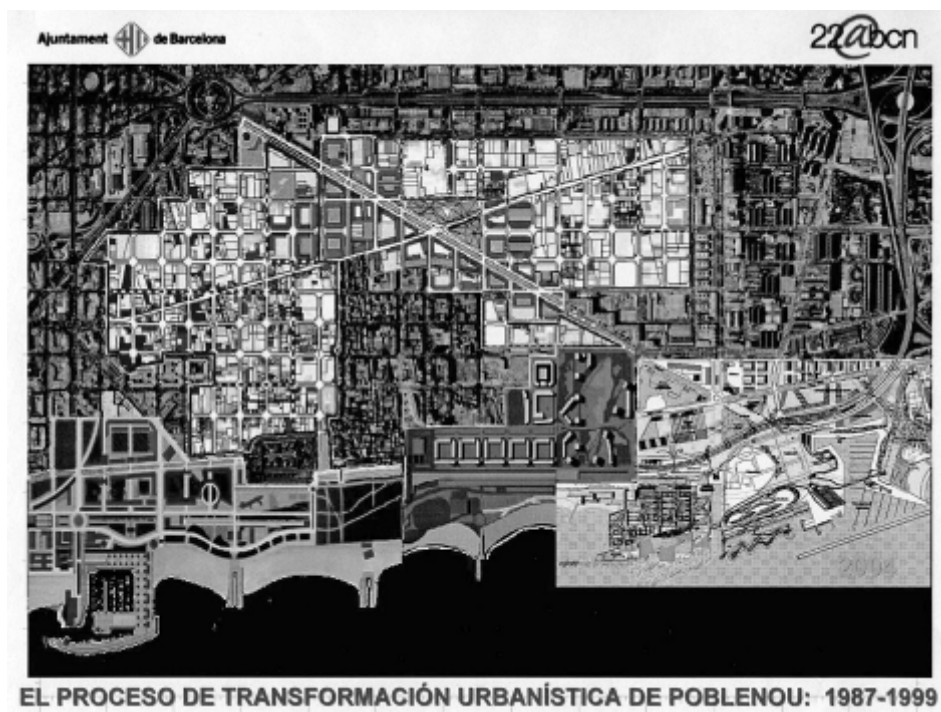 Ajuntament de Barcelona
22@bcn
2004
EL PROCESO DE TRANSFORMACIÓN URBANÍSTICA DE POBLENOU: 1987-1999